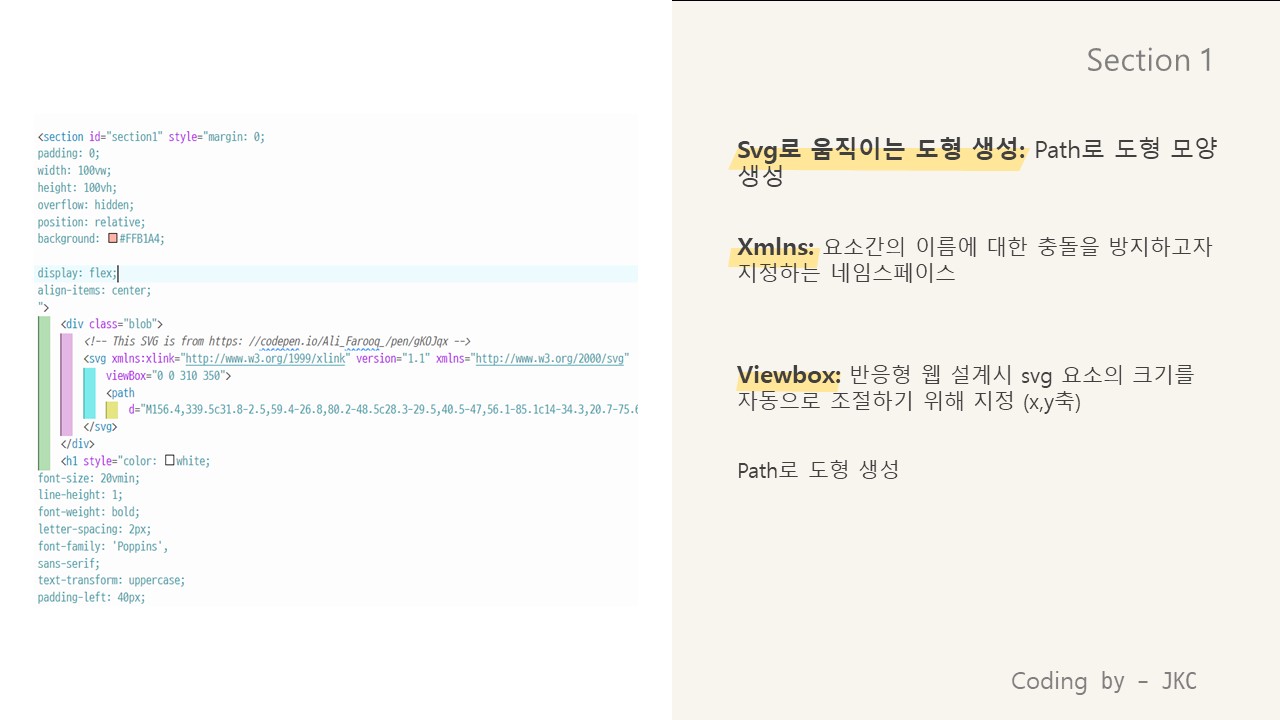 <section id="section1" style="margin: 0;
padding: 0;
width: 100vw;
height: 100vh;
overflow: hidden;
position: relative;
background: #FFB1A4;
display: flex;
align-items: center;
">
<div class="blob">
<!-- This SVG is from https: //codepen.io/Ali_Farooq_/pen/gKOJqx -->
<svg xmlns:xlink="http://www.w3.org/1999/xlink" version="1.1" xmlns="http://www.w3.org/2000/svg"
viewBox="0 0 310 350">
<path
d="M156.4,339.5c31.8-2.5,59.4-26.8,80.2-48.5c28.3-29.5,40.5-47,56.1-85.1c14-34.3,20.7-75.6
</svg>
</div>
<h1 style="color: white;
font-size: 20vmin;
line-height: 1;
font-weight: bold;
letter-spacing: 2px;
font-family: 'Poppins',
sans-serif;
text-transform: uppercase;
padding-left: 40px;
Section 1
Svg로 움직이는 도형 생성: Path로 도형 모양
생성
Xmlns: 요소간의 이름에 대한 충돌을 방지하고자
지정하는 네임스페이스
Viewbox: 반응형 웹 설계시 svg 요소의 크기를
자동으로 조절하기 위해 지정 (x,y축)
Path로 도형 생성
Coding by – JKC